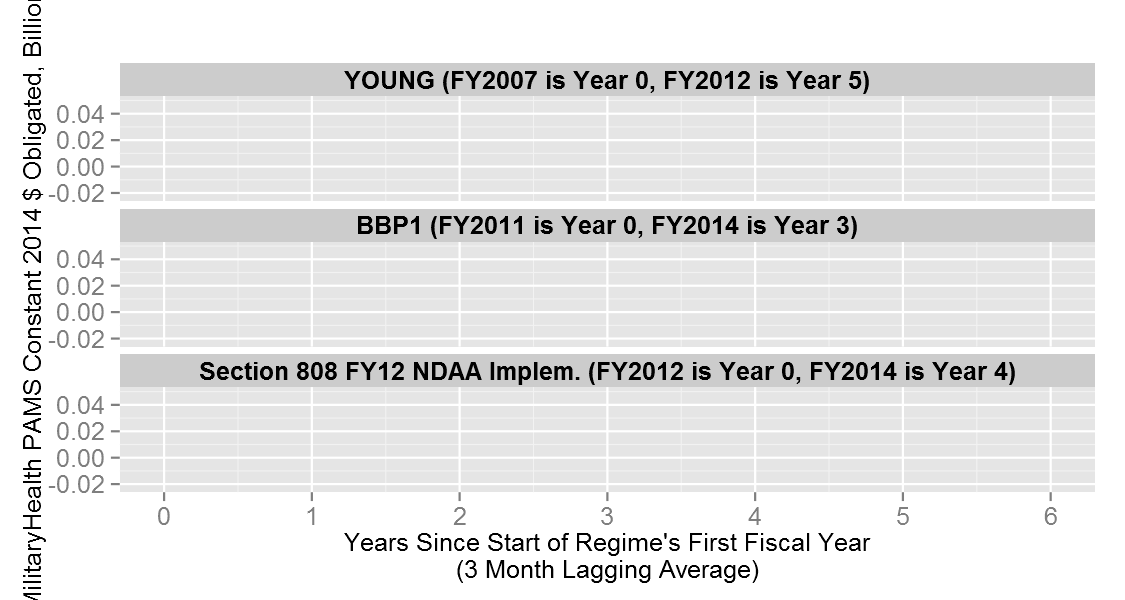 MilitaryHealth PAMS Constant 2014 $ Obligated,
YOUNG (FY2007 is Year 0, FY2012 is Year 5)
0.04
0.02
0.00
-0.02
BBP1 (FY2011 is Year 0, FY2014 is Year 3)
0.04
0.02
0.00
-0.02
Section 808 FY12 NDAA Implem. (FY2012 is Year 0, FY2014 is Year 4)
0.04
0.02
0.00
-0.02
0 1 2 3 4 5 6
Years Since Start of Regime's First Fiscal Year
(3 Month Lagging Average)